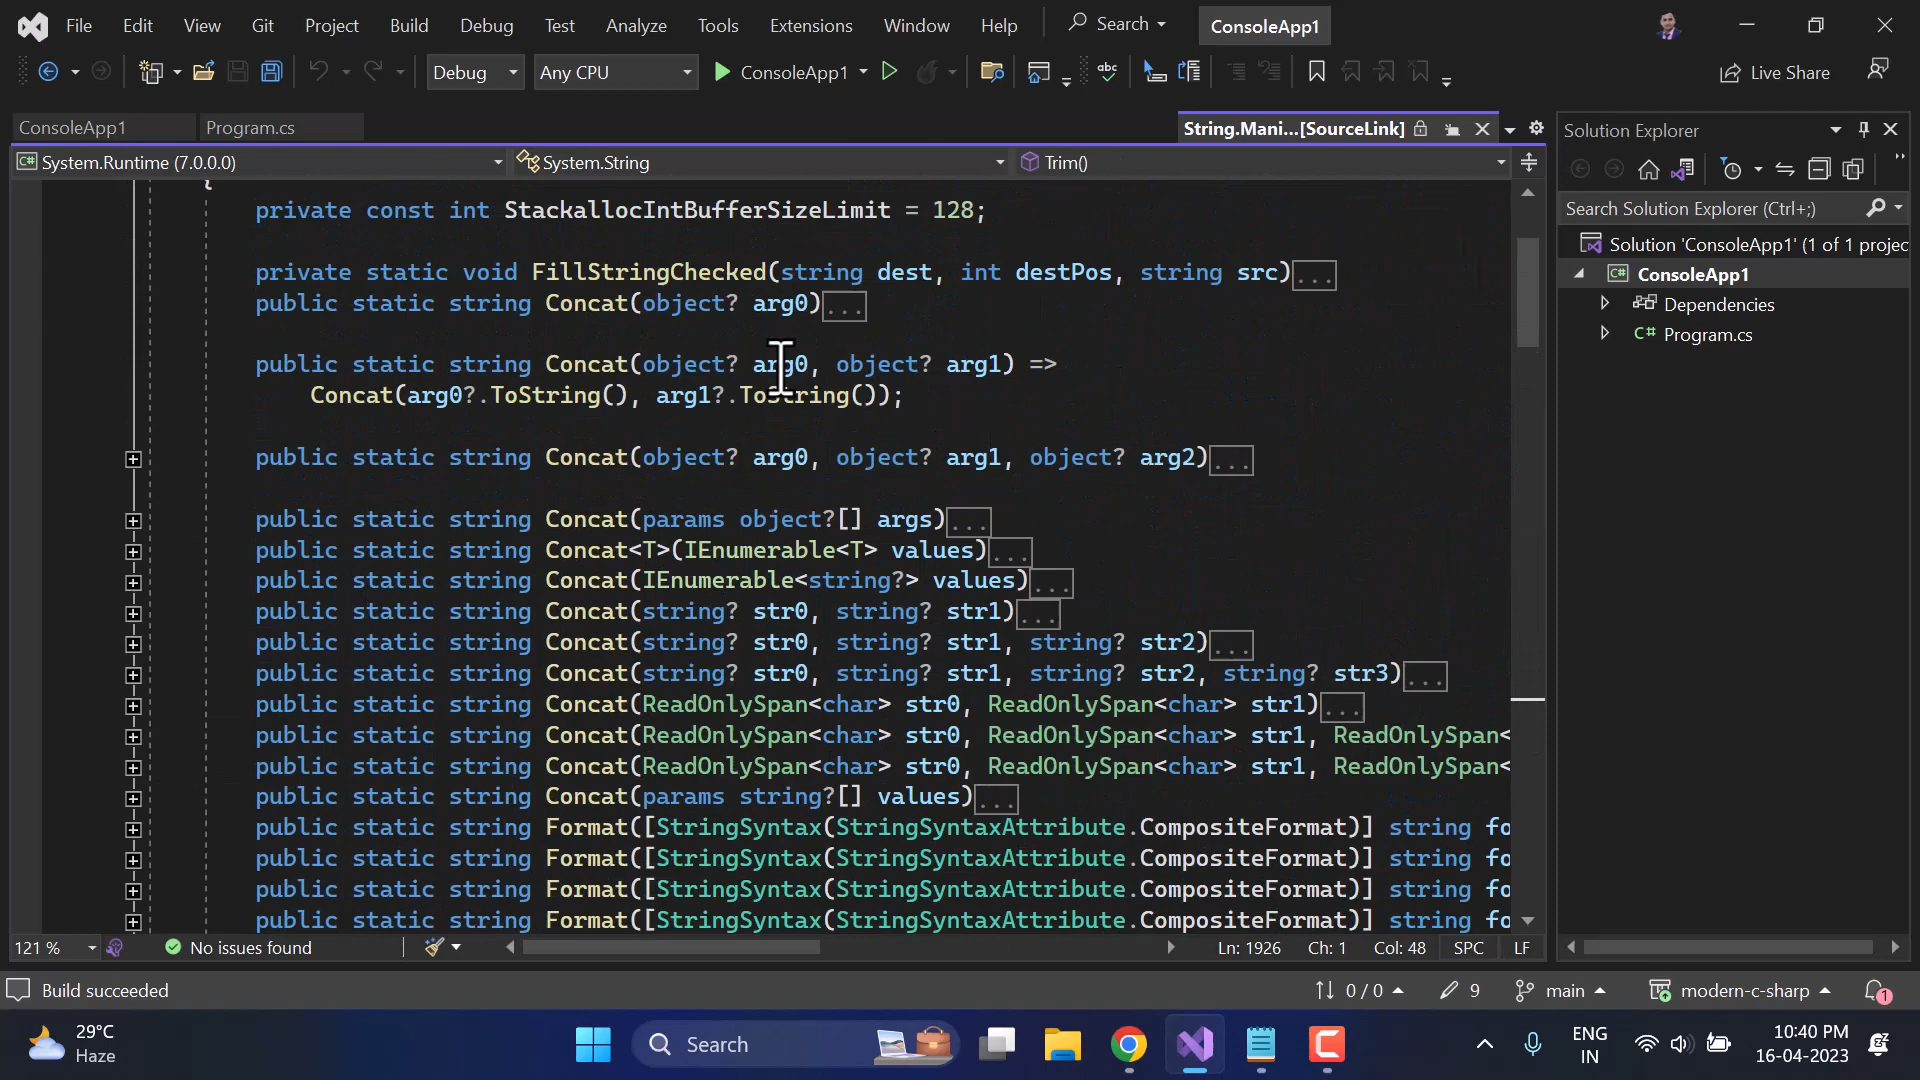 File Edit View Git Project Build Debug Test Analyze Tools Extensions Window Help Search ConsoleApp1
Debug Any CPU ConsoleApp1 Live Share
ConsoleApp1 Program.cs String.Mani...[SourceLink]
System.Runtime (7.0.0.0) System.String Trim()
{
private const int StackallocIntBufferSizeLimit = 128;
private static void FillStringChecked(string dest, int destPos, string src)...
public static string Concat(object? arg0)...
public static string Concat(object? arg0, object? arg1) =>
Concat(arg0?.ToString(), arg1?.ToString());
public static string Concat(object? arg0, object? arg1, object? arg2)...
public static string Concat(params object?[] args)...
public static string Concat<T>(IEnumerable<T> values)...
public static string Concat(IEnumerable<string?> values)...
public static string Concat(string? str0, string? str1)...
public static string Concat(string? str0, string? str1, string? str2)...
public static string Concat(string? str0, string? str1, string? str2, string? str3)...
public static string Concat(ReadOnlySpan<char> str0, ReadOnlySpan<char> str1)...
public static string Concat(ReadOnlySpan<char> str0, ReadOnlySpan<char> str1, ReadOnlySpan<
public static string Concat(ReadOnlySpan<char> str0, ReadOnlySpan<char> str1, ReadOnlySpan<
public static string Concat(params string?[] values)...
public static string Format([StringSyntax(StringSyntaxAttribute.CompositeFormat)] string fo
public static string Format([StringSyntax(StringSyntaxAttribute.CompositeFormat)] string fo
public static string Format([StringSyntax(StringSyntaxAttribute.CompositeFormat)] string fo
public static string Format([StringSyntax(StringSyntaxAttribute.CompositeFormat)] string fo
121 % No issues found Ln: 1926 Ch: 1 Col: 48 SPC LF
Solution Explorer
Search Solution Explorer (Ctrl+;)
Solution 'ConsoleApp1' (1 of 1 projec
C# ConsoleApp1
Dependencies
C# Program.cs
Build succeeded 0 / 0 9 main modern-c-sharp 1
29°C
Haze
Search
ENG
IN
10:40 PM
16-04-2023